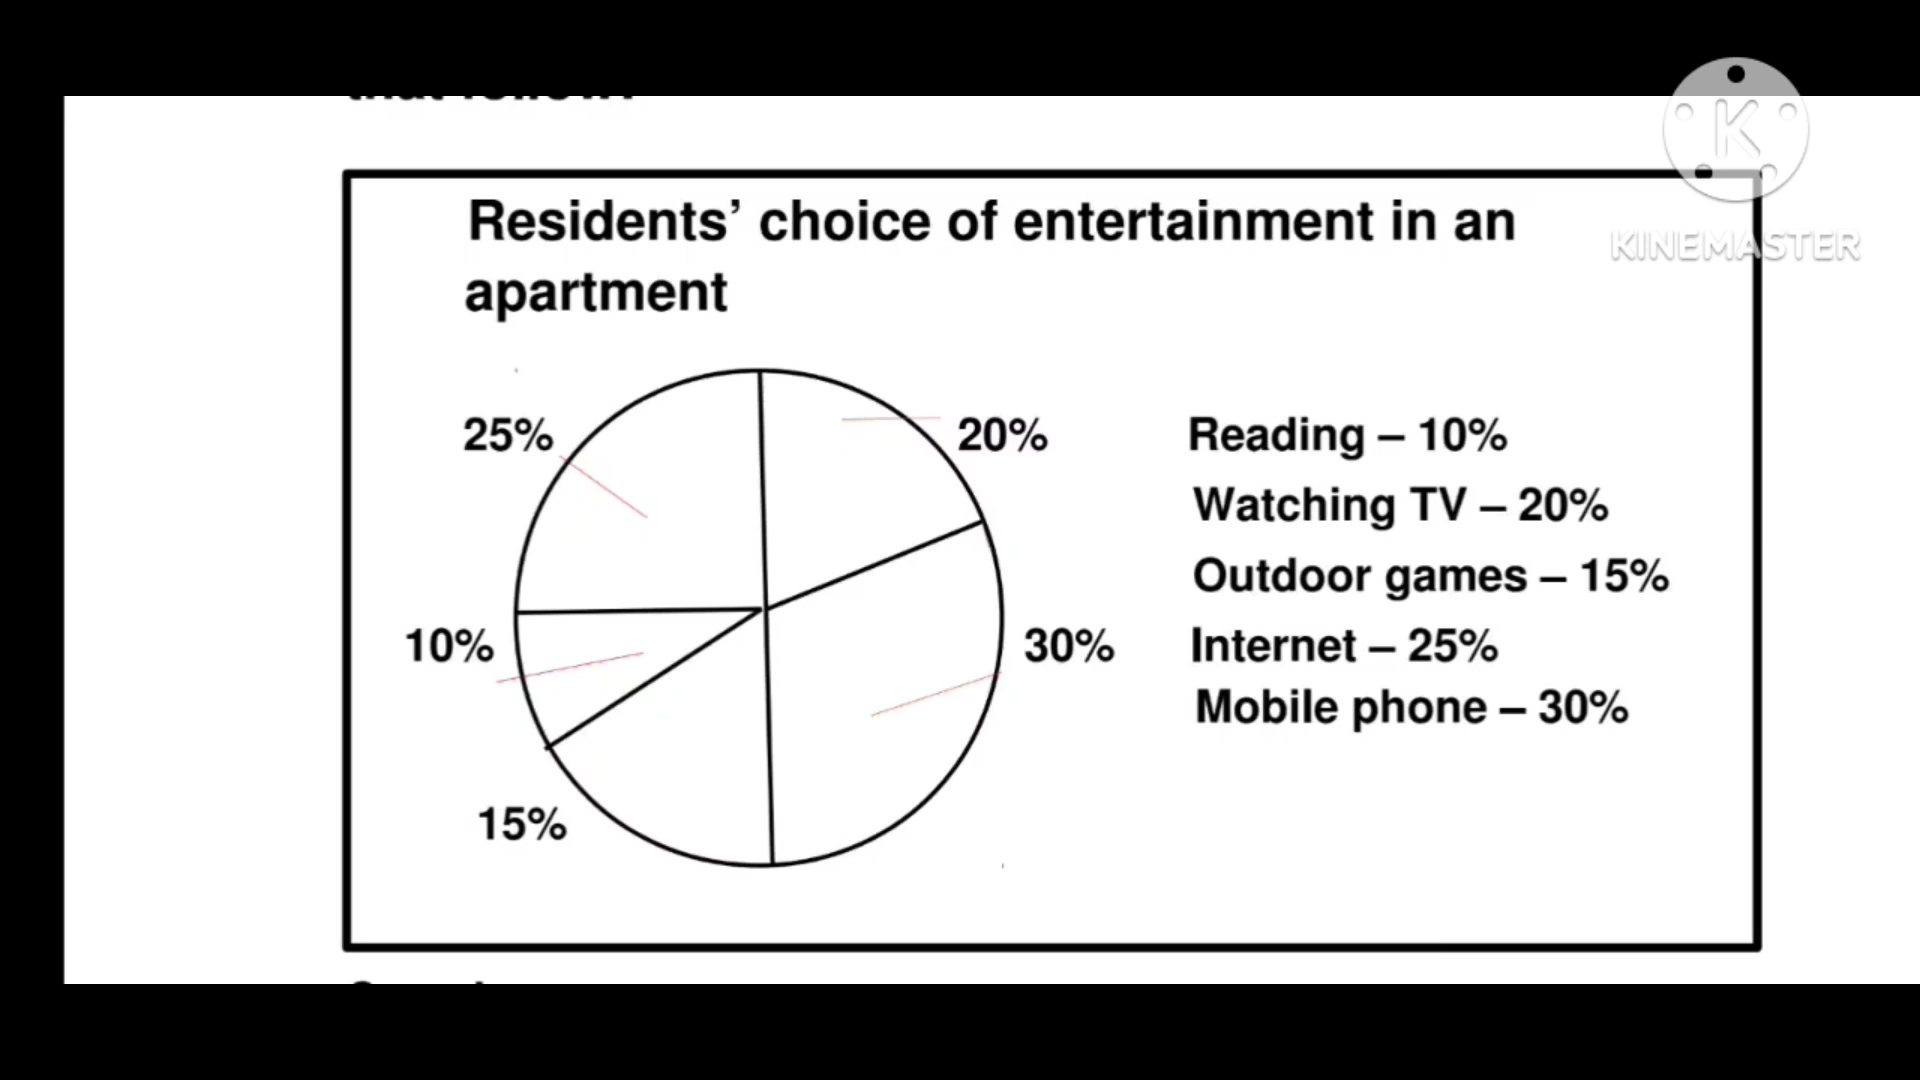 Residents’ choice of entertainment in an
apartment
25%
20%
10%
30%
15%
Reading – 10%
Watching TV – 20%
Outdoor games – 15%
Internet – 25%
Mobile phone – 30%
K
KINEMASTER